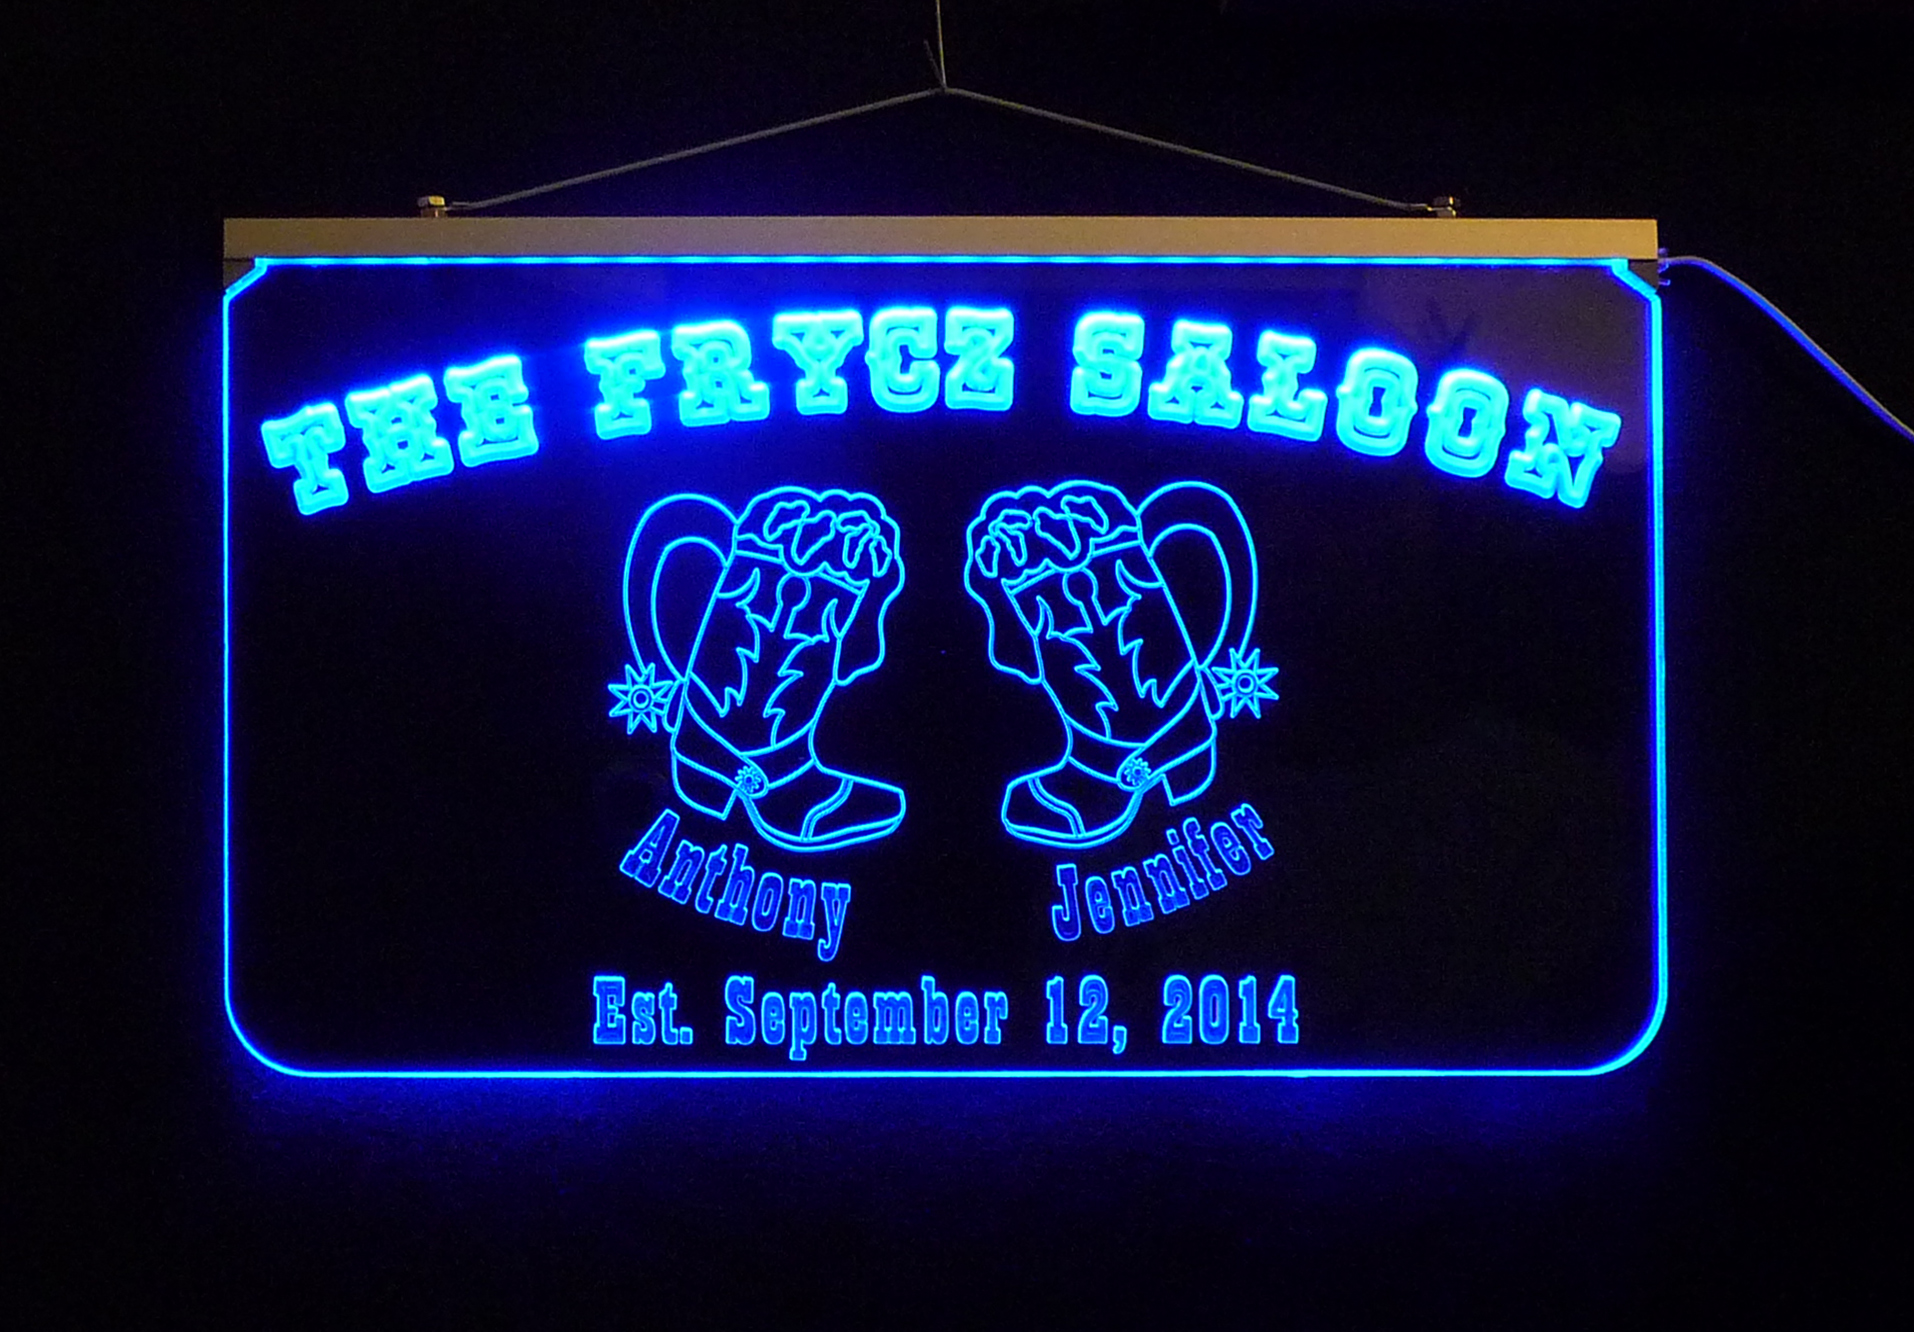 THE FRYCZ SALOON
Anthony Jennifer
Est. September 12, 2014